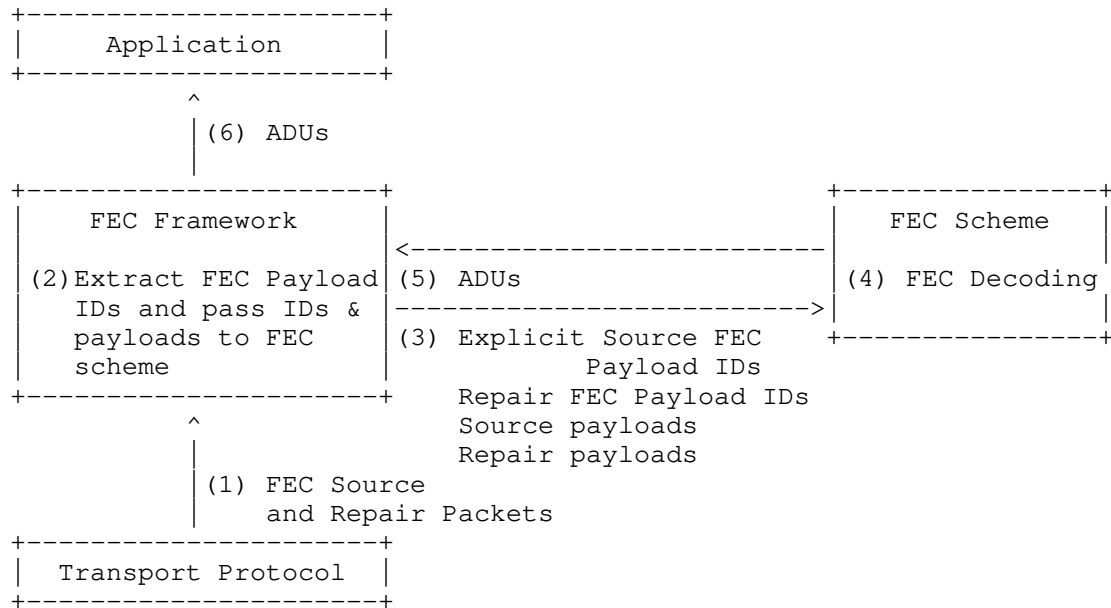 Application
(6) ADUs
FEC Framework
FEC Scheme
(2)Extract FEC Payload
IDs and pass IDs &
payloads to FEC
scheme
(5) ADUs
(4) FEC Decoding
(3) Explicit Source FEC
Payload IDs
Repair FEC Payload IDs
Source payloads
Repair payloads
(1) FEC Source
and Repair Packets
Transport Protocol